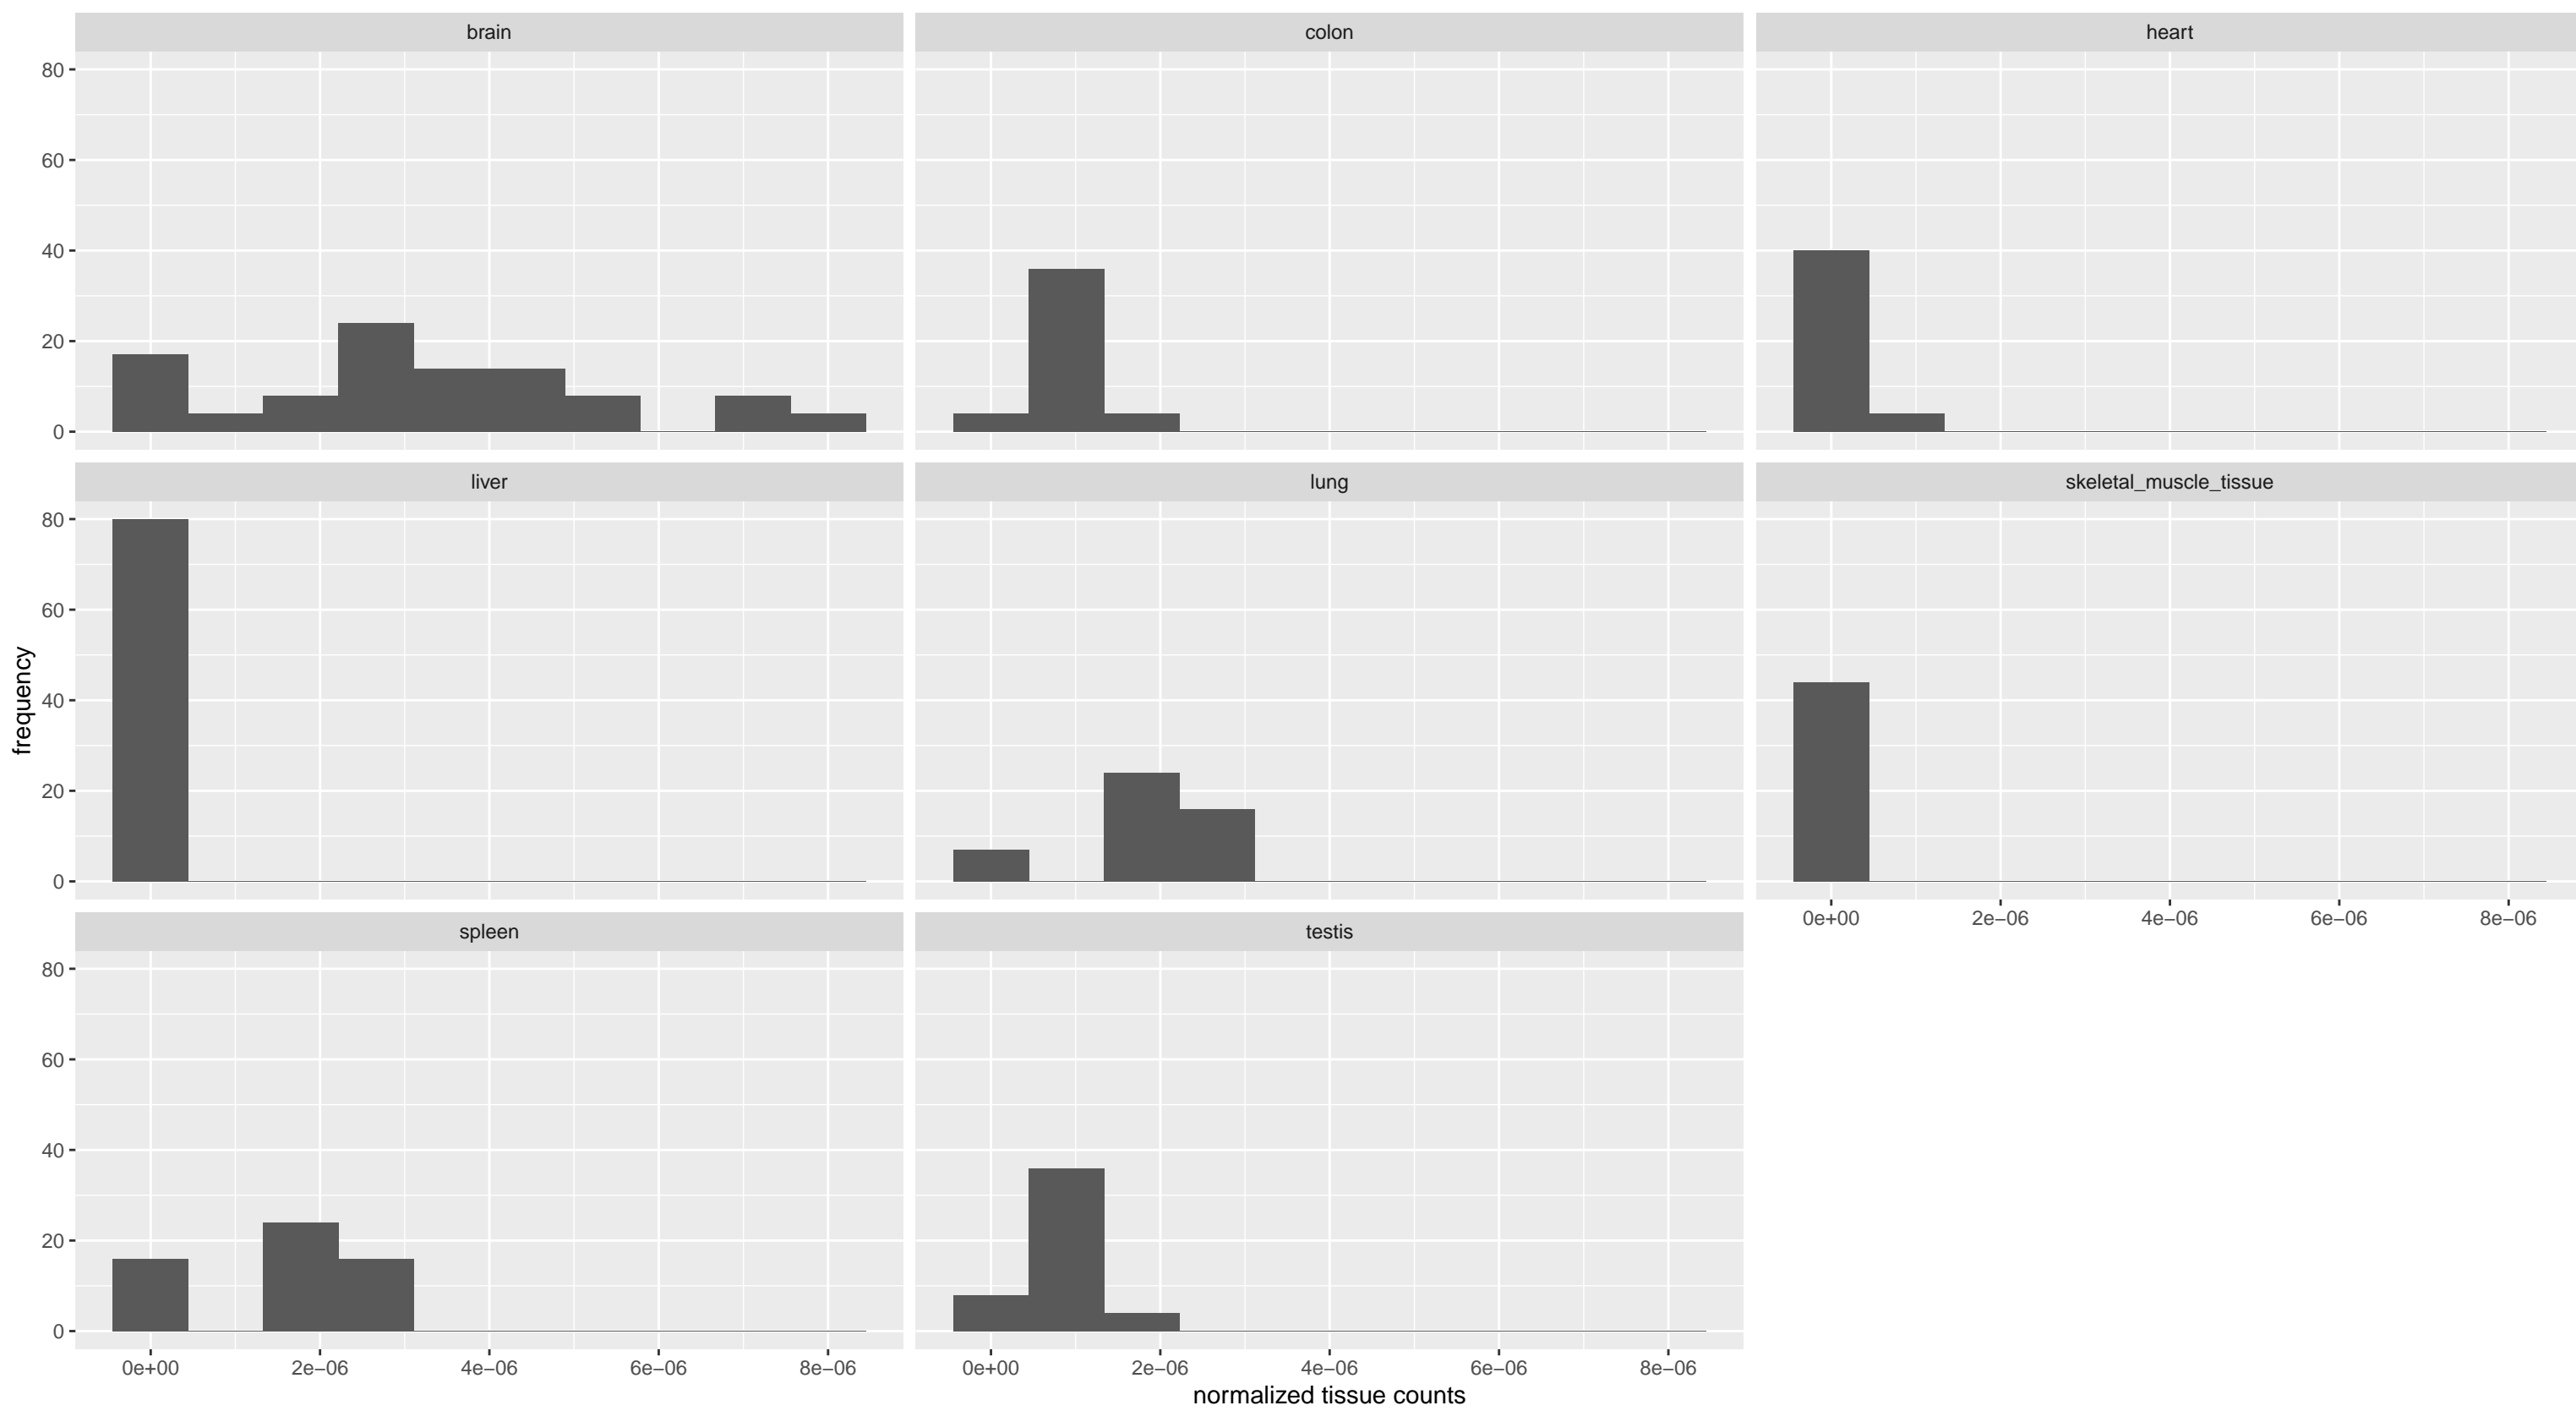 brain
colon
heart
80
60
40
20
0
liver
lung
skeletal_muscle_tissue
80
60
40
20
0
0e+00 2e−06 4e−06 6e−06 8e−06
spleen
testis
80
60
40
20
0
0e+00 2e−06 4e−06 6e−06 8e−06
0e+00 2e−06 4e−06 6e−06 8e−06
normalized tissue counts
frequency